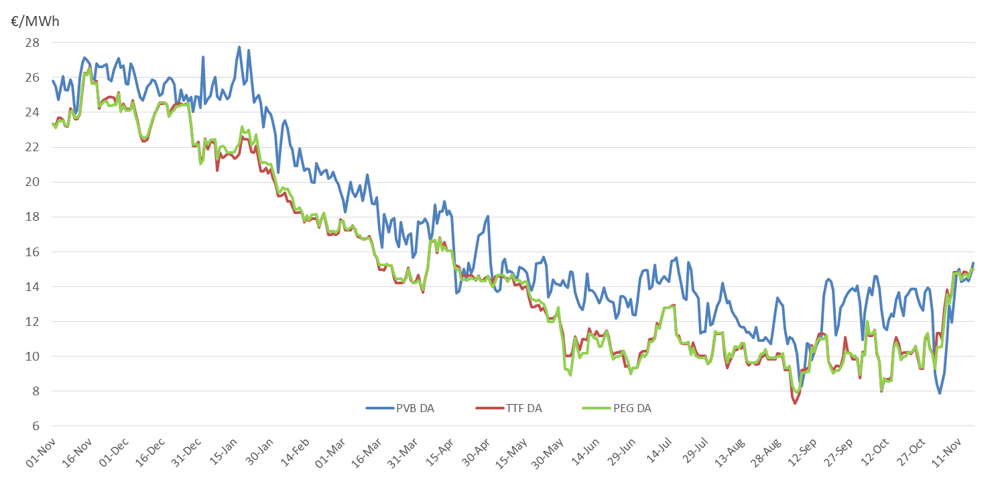 €/MWh
28
26
24
22
20
18
16
14
12
10
8
6
PVB DA
TTF DA
PEG DA
01-Nov
16-Nov
01-Dec
16-Dec
31-Dec
15-Jan
30-Jan
14-Feb
01-Mar
16-Mar
31-Mar
15-Apr
30-Apr
15-May
30-May
14-Jun
29-Jun
14-Jul
29-Jul
13-Aug
28-Aug
12-Sep
27-Sep
12-Oct
27-Oct
11-Nov